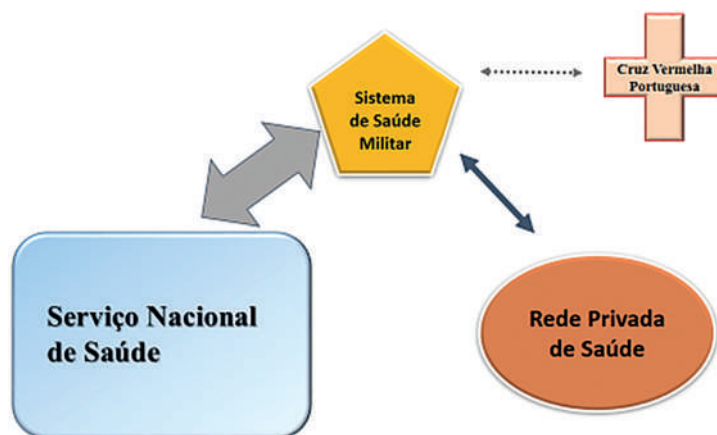 Sistema
de Saúde
Militar
Cruz Vermelha
Portuguesa
Serviço Nacional
de Saúde
Rede Privada
de Saúde